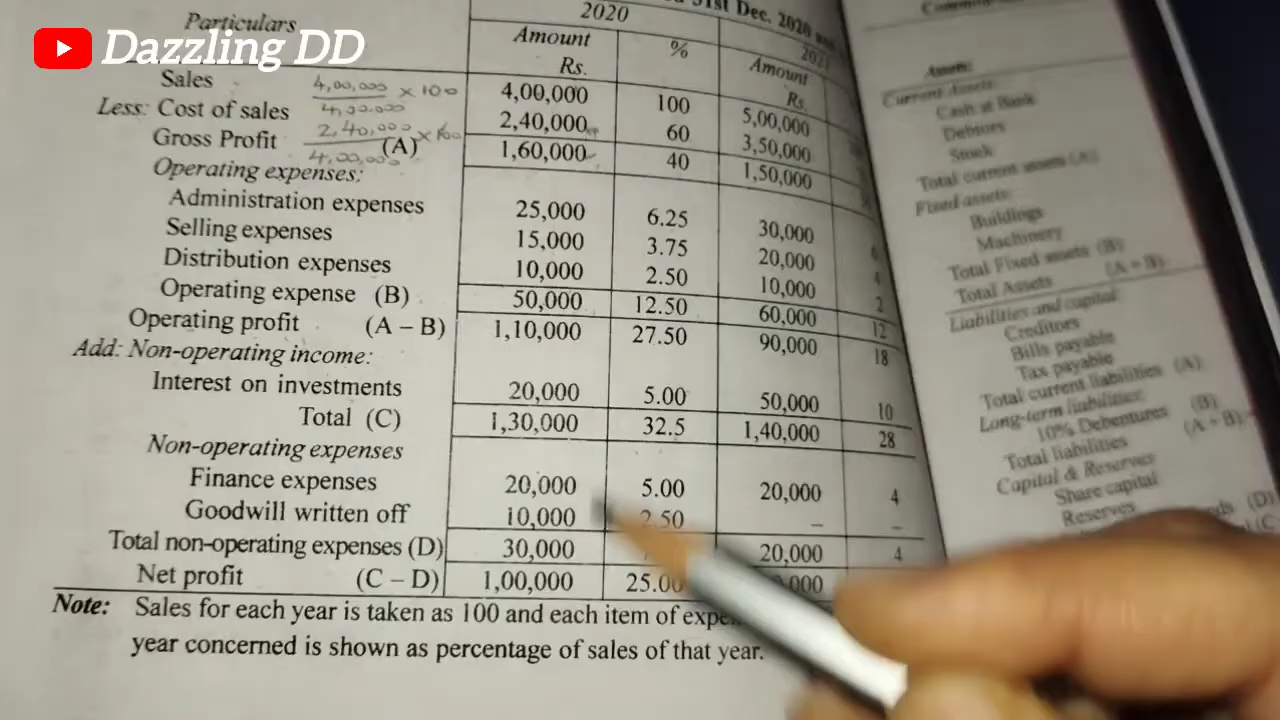 Dazzling DD
31st Dec. 2020
Particulars 2020 2021
Amount Rs. % Amount Rs.
Sales 4,00,000 100 5,00,000
4,00,000 × 100
4,00,000
Less: Cost of sales 2,40,000 60 3,50,000
2,40,000 × 100
4,00,000
Gross Profit (A) 1,60,000 40 1,50,000
Operating expenses:
Administration expenses 25,000 6.25 30,000 6
Selling expenses 15,000 3.75 20,000 4
Distribution expenses 10,000 2.50 10,000 2
Operating expense (B) 50,000 12.50 60,000 12
Operating profit (A – B) 1,10,000 27.50 90,000 18
Add: Non-operating income:
Interest on investments 20,000 5.00 50,000 10
Total (C) 1,30,000 32.5 1,40,000 28
Non-operating expenses
Finance expenses 20,000 5.00 20,000 4
Goodwill written off 10,000 2.50 – –
Total non-operating expenses (D) 30,000 20,000 4
Net profit (C – D) 1,00,000 25.00
Note: Sales for each year is taken as 100 and each item of
year concerned is shown as percentage of sales of that year.
Assets:
Current Assets:
Cash at Bank
Debtors
Stock
Total current assets (A)
Fixed assets:
Buildings
Machinery
Total Fixed assets (B)
Total Assets (A + B)
Liabilities and capital:
Creditors
Bills payable
Tax payable
Total current liabilities (A)
Long-term liabilities:
10% Debentures (B)
Total liabilities (A + B)
Capital & Reserves
Share capital
Reserves
(D)